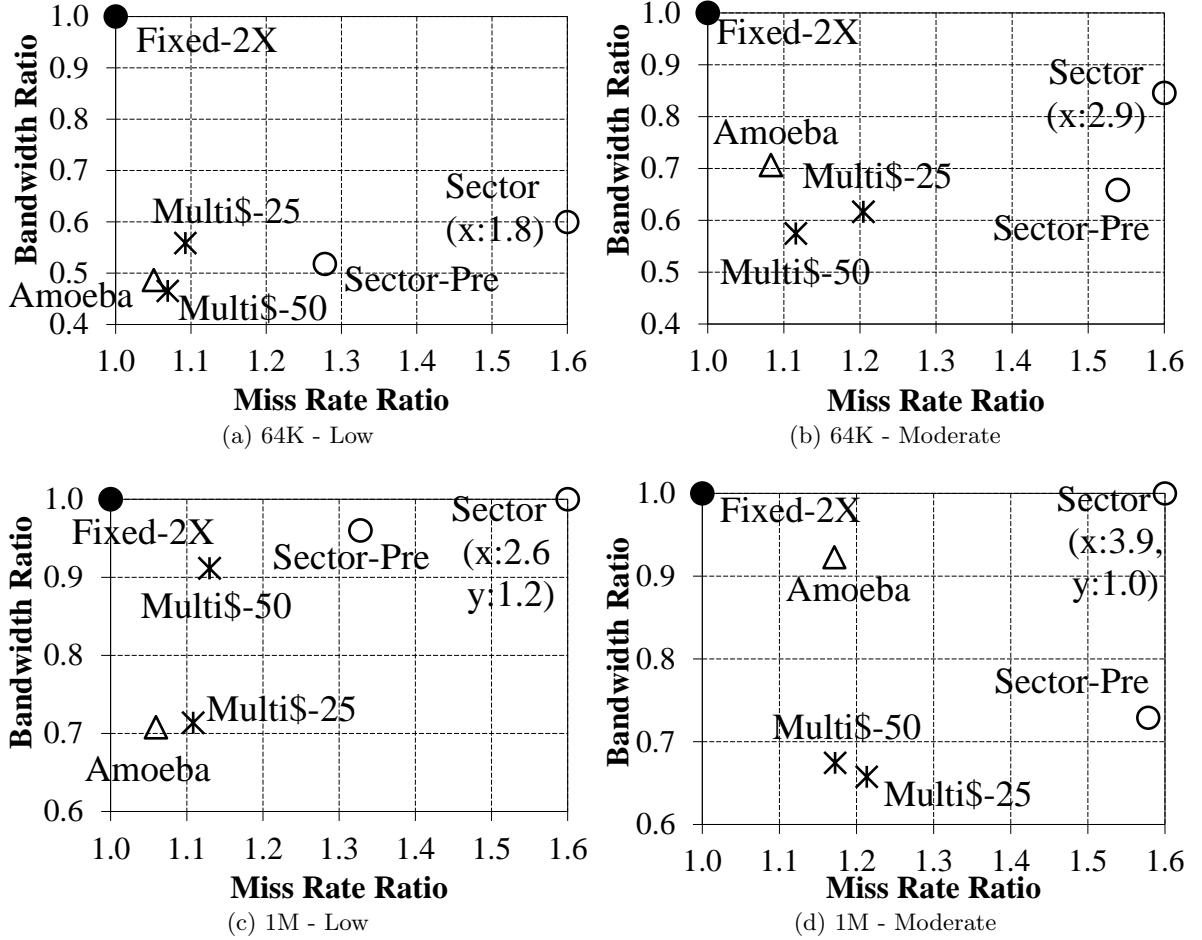 1.0
0.9
0.8
0.7
0.6
0.5
0.4
Bandwidth Ratio
Fixed-2X
Multi$-25
Sector
(x:1.8)
Amoeba
Multi$-50
Sector-Pre
1.0 1.1 1.2 1.3 1.4 1.5 1.6
Miss Rate Ratio
(a) 64K - Low
1.0
0.9
0.8
0.7
0.6
0.5
0.4
Bandwidth Ratio
Fixed-2X
Sector
(x:2.9)
Amoeba
Multi$-25
Sector-Pre
Multi$-50
1.0 1.1 1.2 1.3 1.4 1.5 1.6
Miss Rate Ratio
(b) 64K - Moderate
1.0
0.9
0.8
0.7
0.6
Bandwidth Ratio
Fixed-2X
Sector
(x:2.6
y:1.2)
Sector-Pre
Multi$-50
Multi$-25
Amoeba
1.0 1.1 1.2 1.3 1.4 1.5 1.6
Miss Rate Ratio
(c) 1M - Low
1.0
0.9
0.8
0.7
0.6
Bandwidth Ratio
Fixed-2X
Sector
(x:3.9,
y:1.0)
Amoeba
Sector-Pre
Multi$-50
Multi$-25
1.0 1.1 1.2 1.3 1.4 1.5 1.6
Miss Rate Ratio
(d) 1M - Moderate